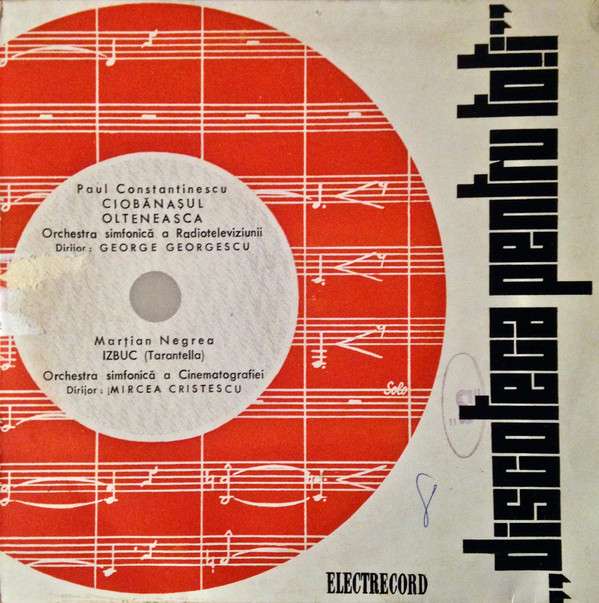 Paul Constantinescu
CIOBĂNAȘUL
OLTENEASCA
Orchestra simfonică a Radioteleviziunii
Dirijor : GEORGE GEORGESCU
Marțian Negrea
IZBUC (Tarantella)
Orchestra simfonică a Cinematografiei
Dirijor : MIRCEA CRISTESCU
Solo
8
ELECTRECORD
„discoteca pentru toți”